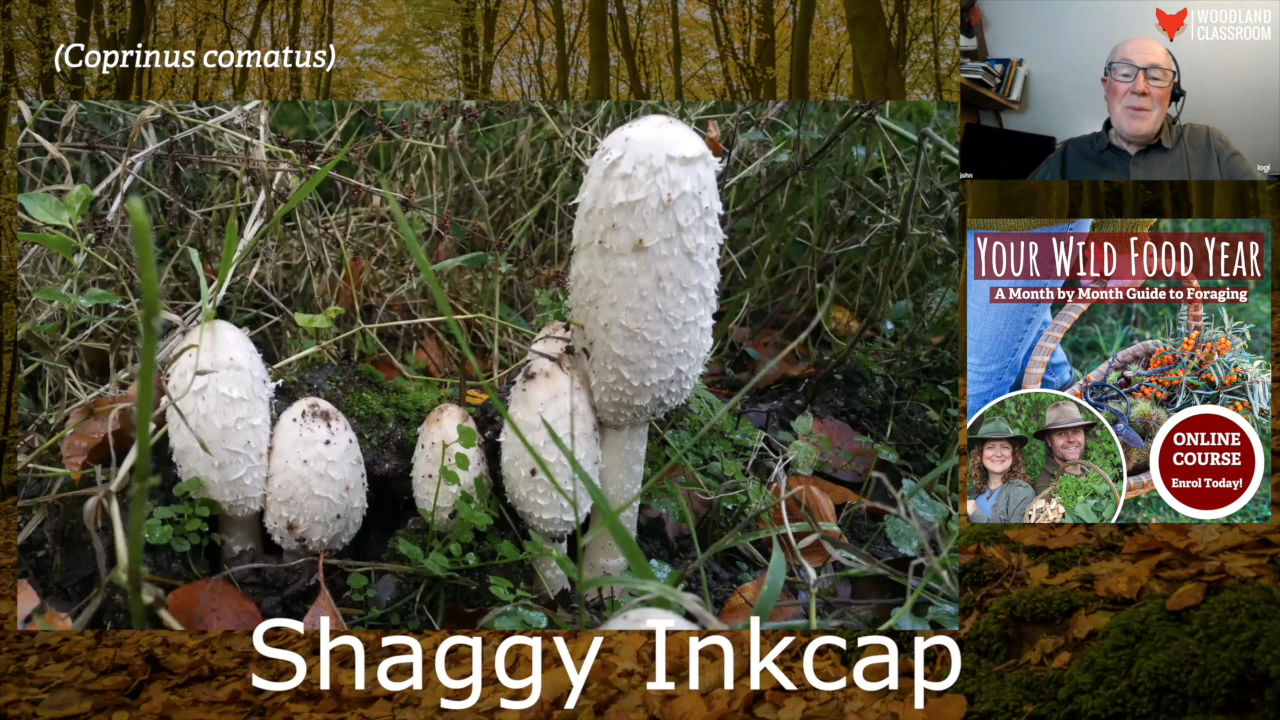 (Coprinus comatus)
WOODLAND
CLASSROOM
john
logi
YOUR WILD FOOD YEAR
A Month by Month Guide to Foraging
ONLINE
COURSE
Enrol Today!
Shaggy Inkcap